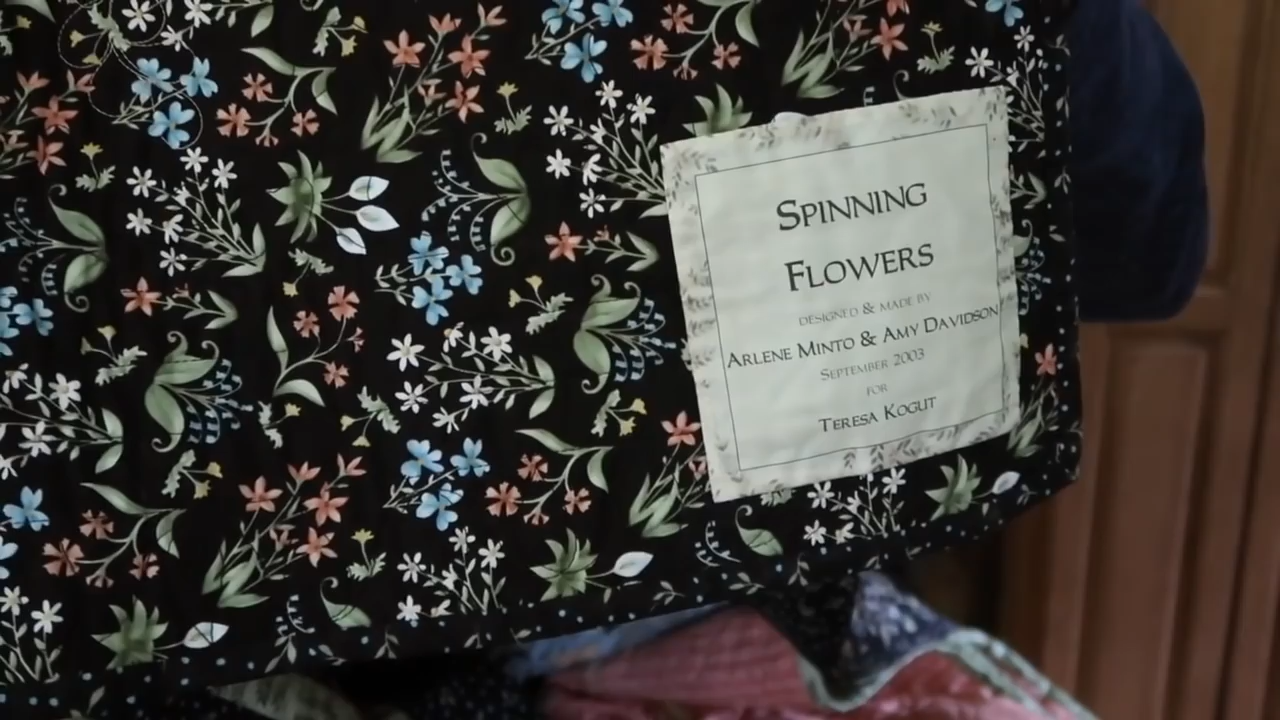 SPINNING
FLOWERS
DESIGNED & MADE BY
ARLENE MINTO & AMY DAVIDSON
SEPTEMBER 2003
FOR
TERESA KOGUT